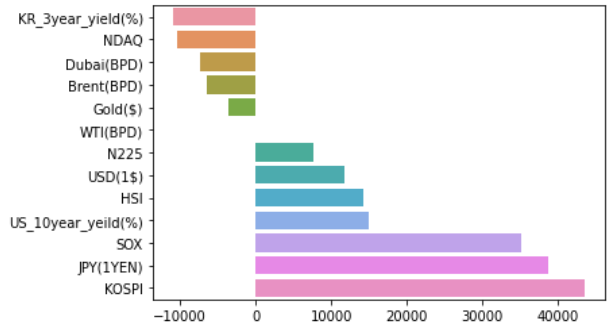 KR_3year_yield(%)
NDAQ
Dubai(BPD)
Brent(BPD)
Gold($)
WTI(BPD)
N225
USD(1$)
HSI
US_10year_yeild(%)
SOX
JPY(1YEN)
KOSPI
−10000 0 10000 20000 30000 40000